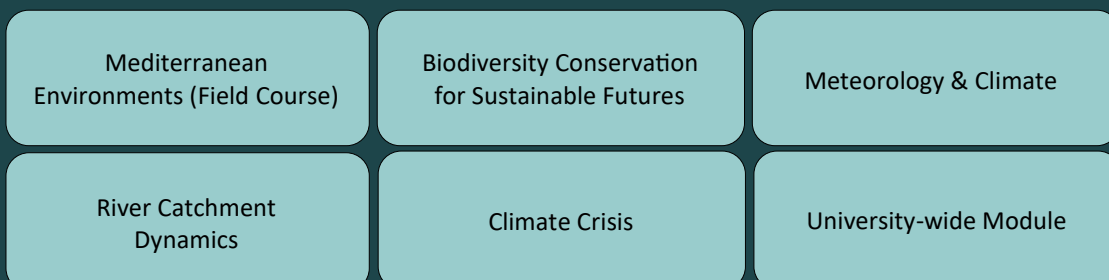 Mediterranean
Environments (Field Course)
Biodiversity Conservation
for Sustainable Futures
Meteorology & Climate
River Catchment
Dynamics
Climate Crisis
University-wide Module